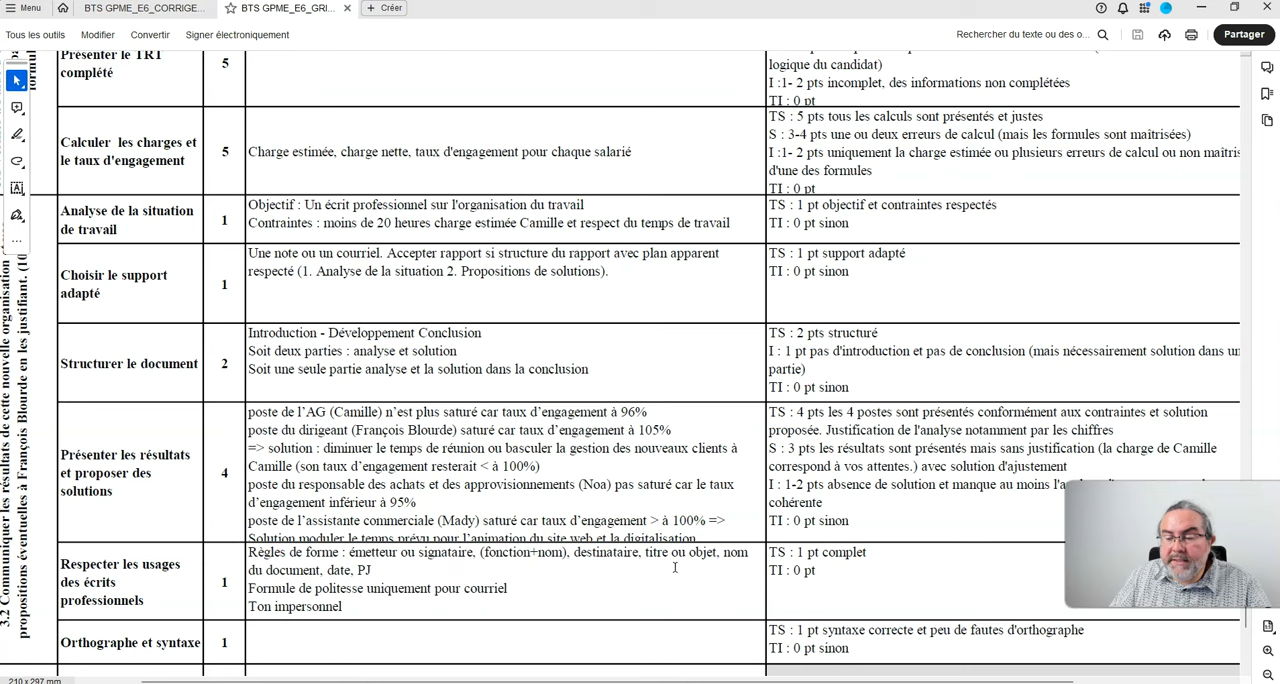 Menu
BTS GPME_E6_CORRIGE...
BTS GPME_E6_GRI...
Créer
Tous les outils
Modifier
Convertir
Signer électroniquement
Rechercher du texte ou des o...
Partager
3.2 Communiquer les résultats de cette nouvelle organisation
propositions éventuelles à François Blourde en les justifiant. (10
Présenter le TRT
complété
5
logique du candidat)
I :1- 2 pts incomplet, des informations non complétées
TI : 0 pt
Calculer les charges et
le taux d'engagement
5
Charge estimée, charge nette, taux d'engagement pour chaque salarié
TS : 5 pts tous les calculs sont présentés et justes
S : 3-4 pts une ou deux erreurs de calcul (mais les formules sont maîtrisées)
I :1- 2 pts uniquement la charge estimée ou plusieurs erreurs de calcul ou non maîtris
d'une des formules
TI : 0 pt
Analyse de la situation
de travail
1
Objectif : Un écrit professionnel sur l'organisation du travail
Contraintes : moins de 20 heures charge estimée Camille et respect du temps de travail
TS : 1 pt objectif et contraintes respectés
TI : 0 pt sinon
Choisir le support
adapté
1
Une note ou un courriel. Accepter rapport si structure du rapport avec plan apparent
respecté (1. Analyse de la situation 2. Propositions de solutions).
TS : 1 pt support adapté
TI : 0 pt sinon
Structurer le document
2
Introduction - Développement Conclusion
Soit deux parties : analyse et solution
Soit une seule partie analyse et la solution dans la conclusion
TS : 2 pts structuré
I : 1 pt pas d'introduction et pas de conclusion (mais nécessairement solution dans un
partie)
TI : 0 pt sinon
Présenter les résultats
et proposer des
solutions
4
poste de l'AG (Camille) n'est plus saturé car taux d'engagement à 96%
poste du dirigeant (François Blourde) saturé car taux d'engagement à 105%
=> solution : diminuer le temps de réunion ou basculer la gestion des nouveaux clients à
Camille (son taux d'engagement resterait < à 100%)
poste du responsable des achats et des approvisionnements (Noa) pas saturé car le taux
d'engagement inférieur à 95%
poste de l'assistante commerciale (Mady) saturé car taux d'engagement > à 100% =>
Solution moduler le temps prévu pour l'animation du site web et la digitalisation
TS : 4 pts les 4 postes sont présentés conformément aux contraintes et solution
proposée. Justification de l'analyse notamment par les chiffres
S : 3 pts les résultats sont présentés mais sans justification (la charge de Camille
correspond à vos attentes.) avec solution d'ajustement
I : 1-2 pts absence de solution et manque au moins
cohérente
TI : 0 pt sinon
Respecter les usages
des écrits
professionnels
1
Règles de forme : émetteur ou signataire, (fonction+nom), destinataire, titre ou objet, nom
du document, date, PJ
Formule de politesse uniquement pour courriel
Ton impersonnel
TS : 1 pt complet
TI : 0 pt
Orthographe et syntaxe
1
TS : 1 pt syntaxe correcte et peu de fautes d'orthographe
TI : 0 pt sinon
210 x 297 mm